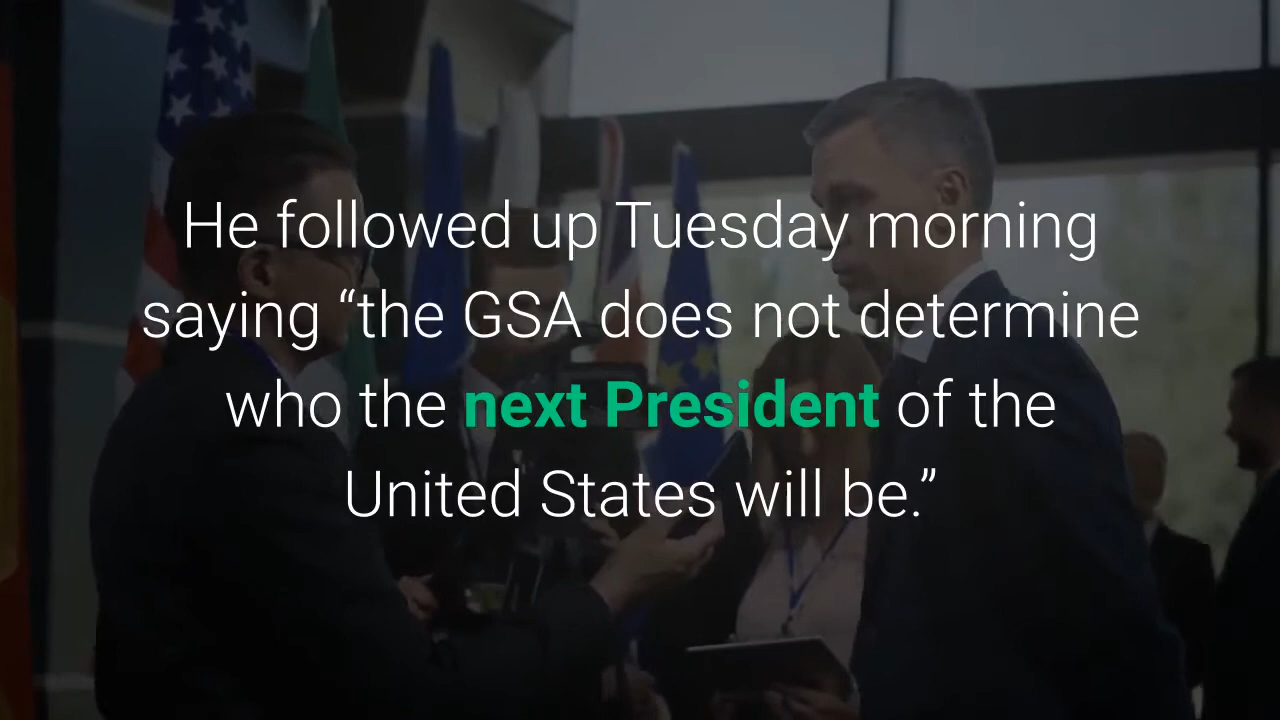 He followed up Tuesday morning
saying “the GSA does not determine
who the next President of the
United States will be.”